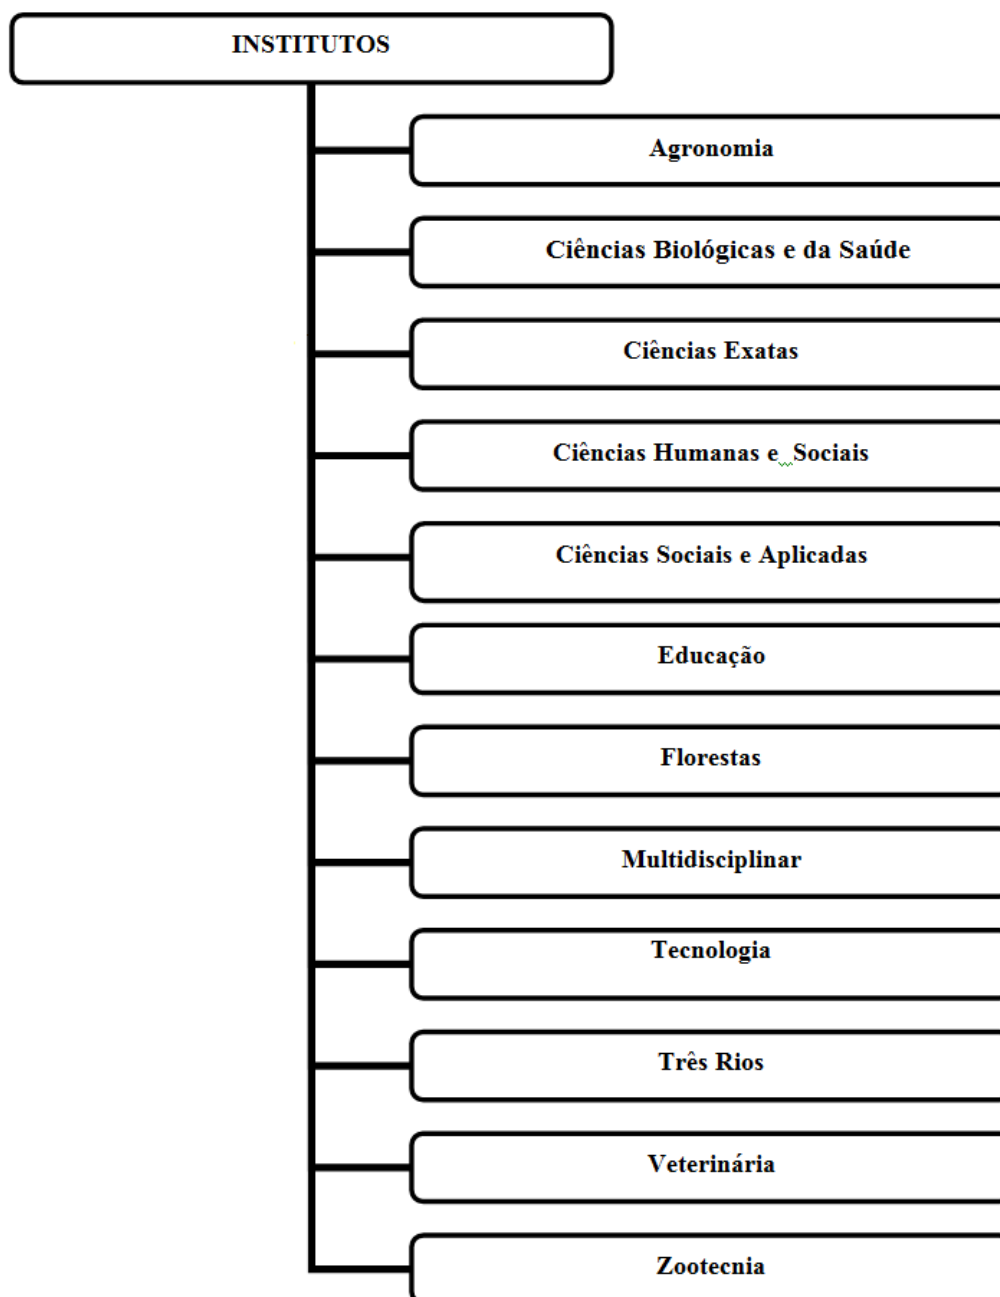 INSTITUTOS
Agronomia
Ciências Biológicas e da Saúde
Ciências Exatas
Ciências Humanas e  Sociais
Ciências Sociais e Aplicadas
Educação
Florestas
Multidisciplinar
Tecnologia
Três Rios
Veterinária
Zootecnia